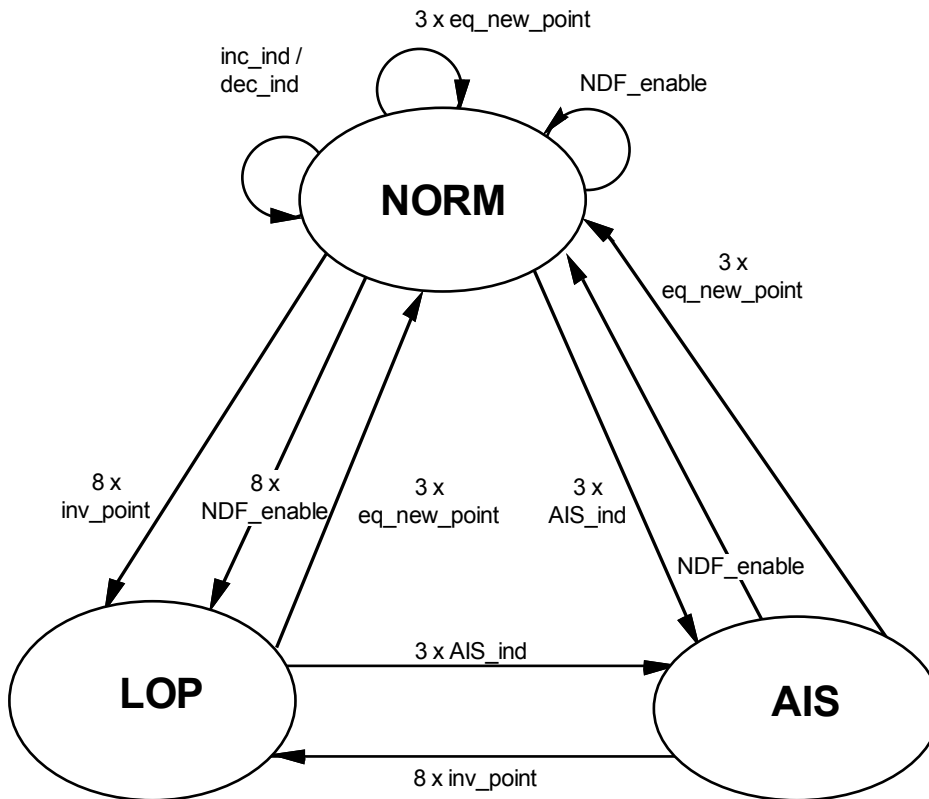 3 x eq_new_point
inc_ind /
dec_ind
NDF_enable
NORM
3 x
eq_new_point
8 x
inv_point
8 x
NDF_enable
3 x
eq_new_point
3 x
AIS_ind
NDF_enable
3 x AIS_ind
LOP
AIS
8 x inv_point